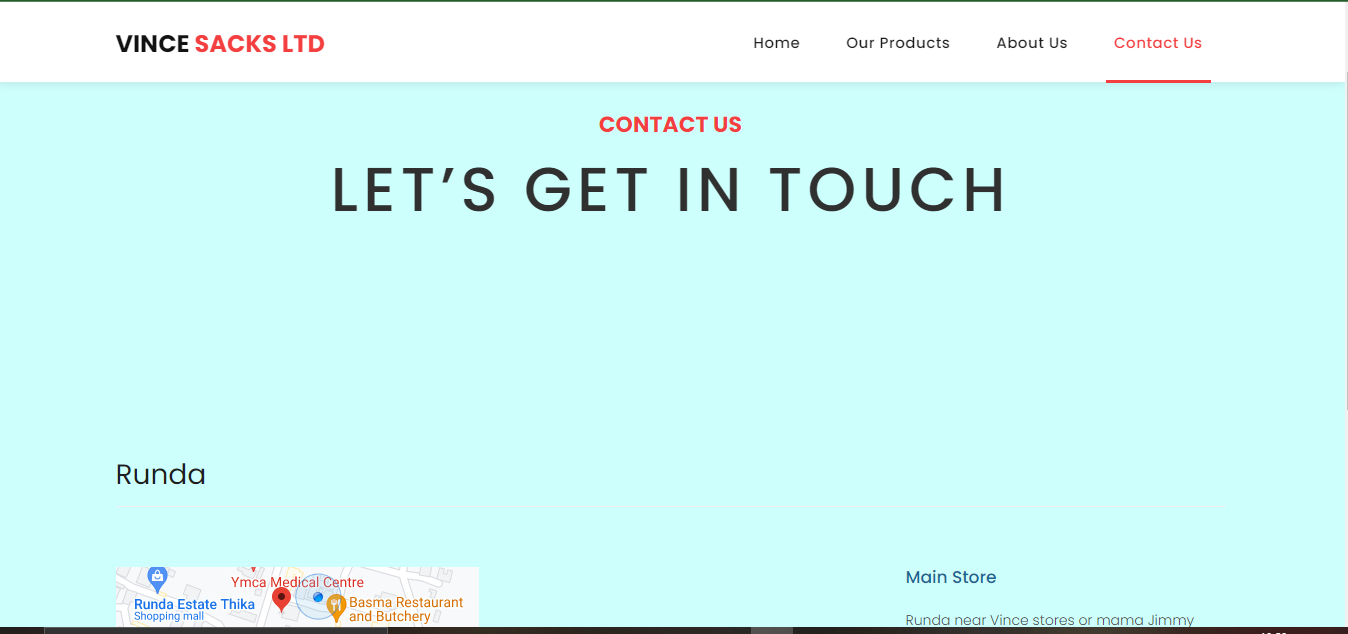 VINCE SACKS LTD
Home Our Products About Us Contact Us
CONTACT US
LET’S GET IN TOUCH
Runda
Ymca Medical Centre
Runda Estate Thika
Shopping mall
Basma Restaurant
and Butchery
Main Store
Runda near Vince stores or mama Jimmy